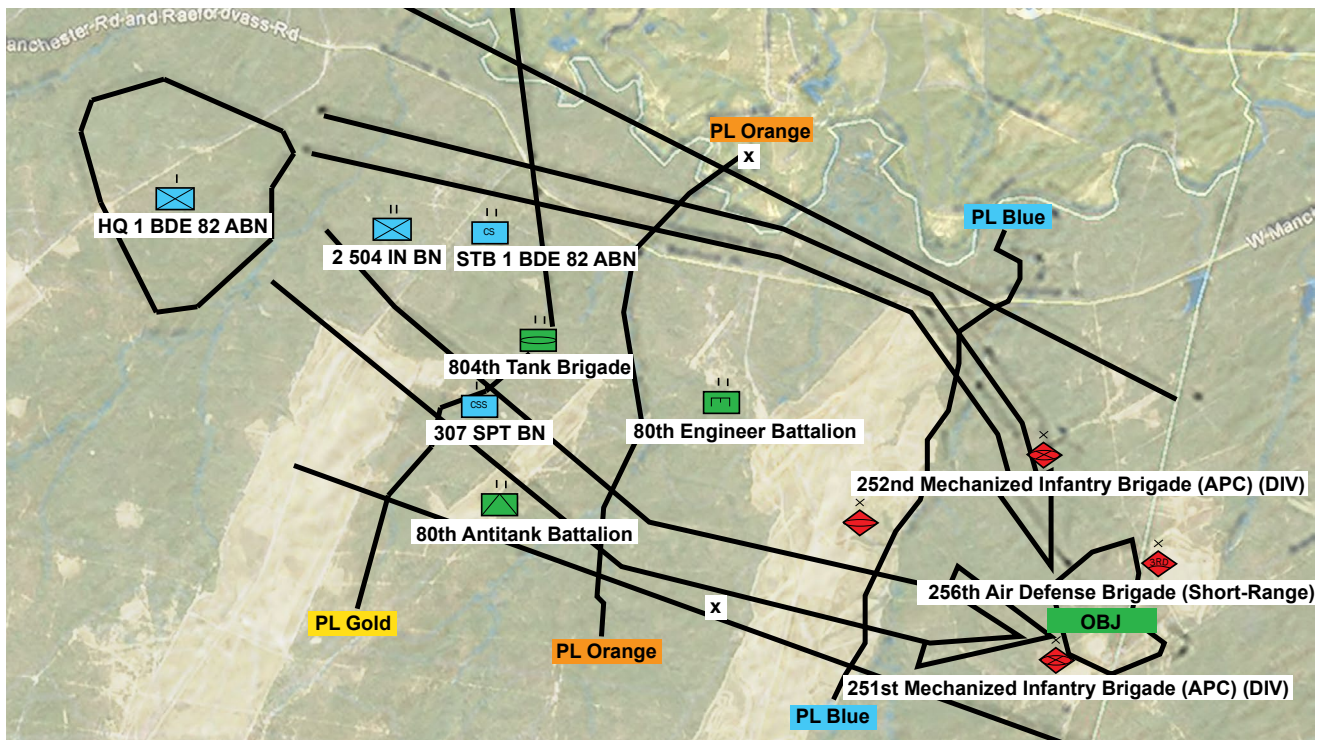 anchester Rd and Raefordvass-Rd
PL Orange
x
PL Blue
W Manc
HQ 1 BDE 82 ABN
2 504 IN BN
CS
STB 1 BDE 82 ABN
804th Tank Brigade
CSS
307 SPT BN
80th Engineer Battalion
252nd Mechanized Infantry Brigade (APC) (DIV)
80th Antitank Battalion
3RD
256th Air Defense Brigade (Short-Range)
x
PL Gold
OBJ
PL Orange
251st Mechanized Infantry Brigade (APC) (DIV)
PL Blue